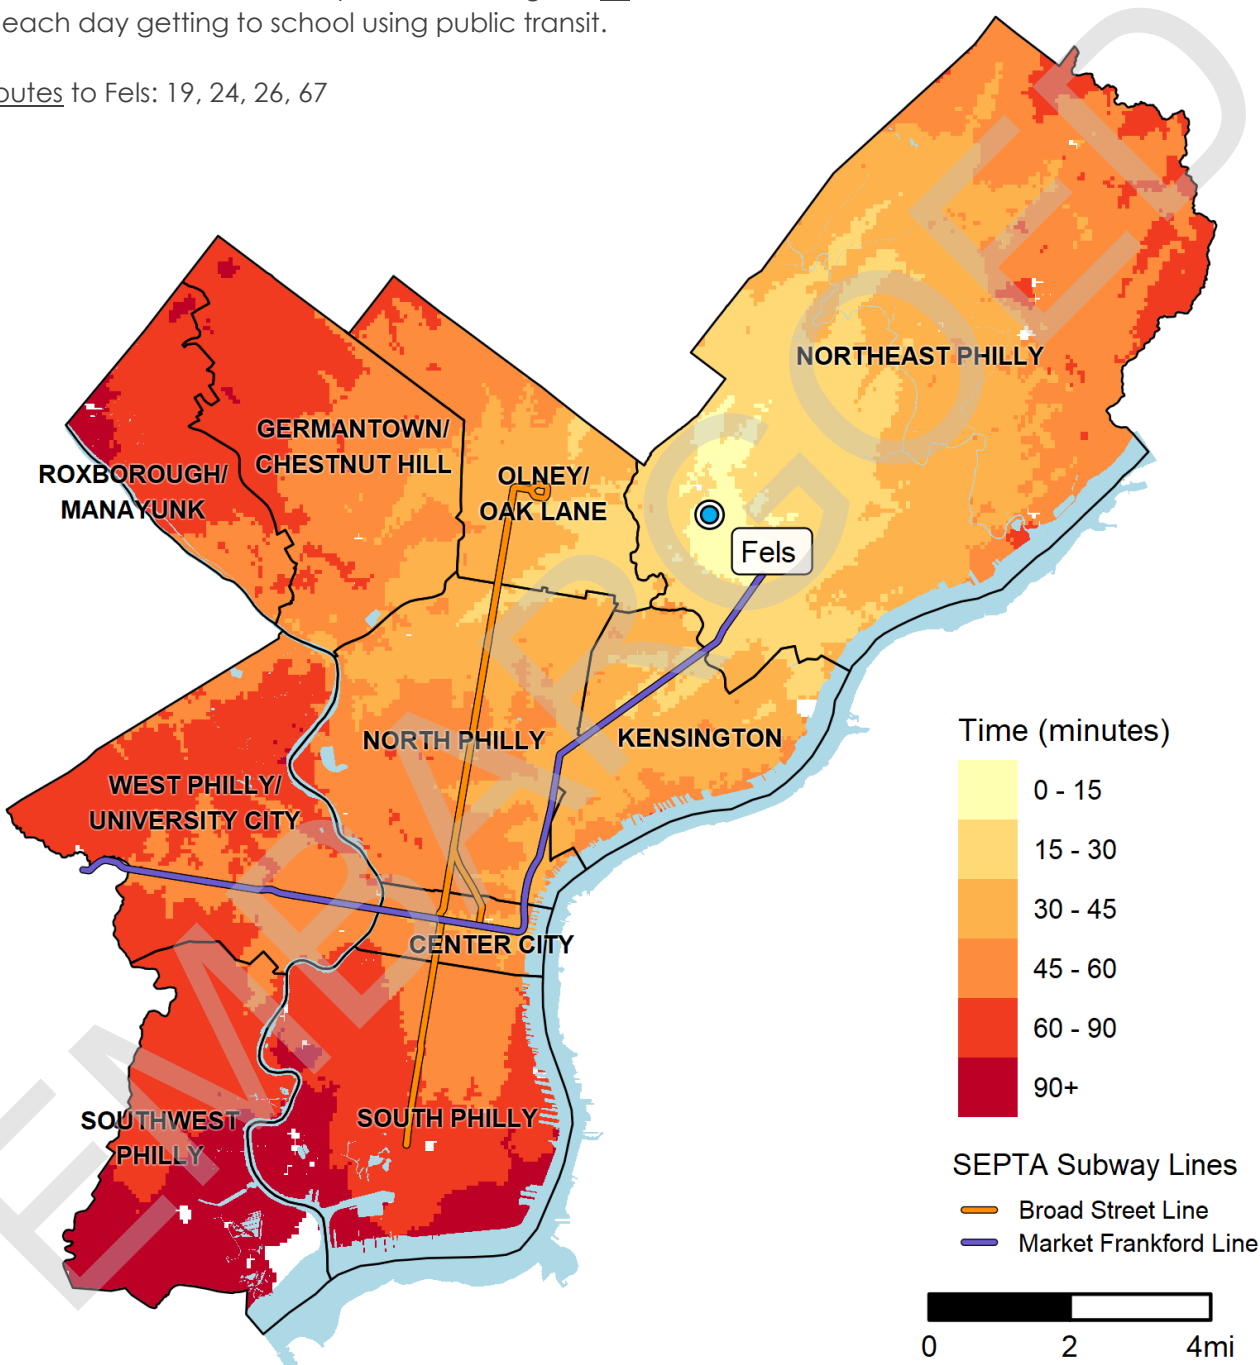 each day getting to school using public transit.
outes to Fels: 19, 24, 26, 67
NORTHEAST PHILLY
GERMANTOWN/
CHESTNUT HILL
ROXBOROUGH/
MANAYUNK
OLNEY/
OAK LANE
Fels
NORTH PHILLY
KENSINGTON
WEST PHILLY/
UNIVERSITY CITY
CENTER CITY
SOUTHWEST
PHILLY
SOUTH PHILLY
Time (minutes)
0 - 15
15 - 30
30 - 45
45 - 60
60 - 90
90+
SEPTA Subway Lines
Broad Street Line
Market Frankford Line
0 2 4mi
EMBARGOED